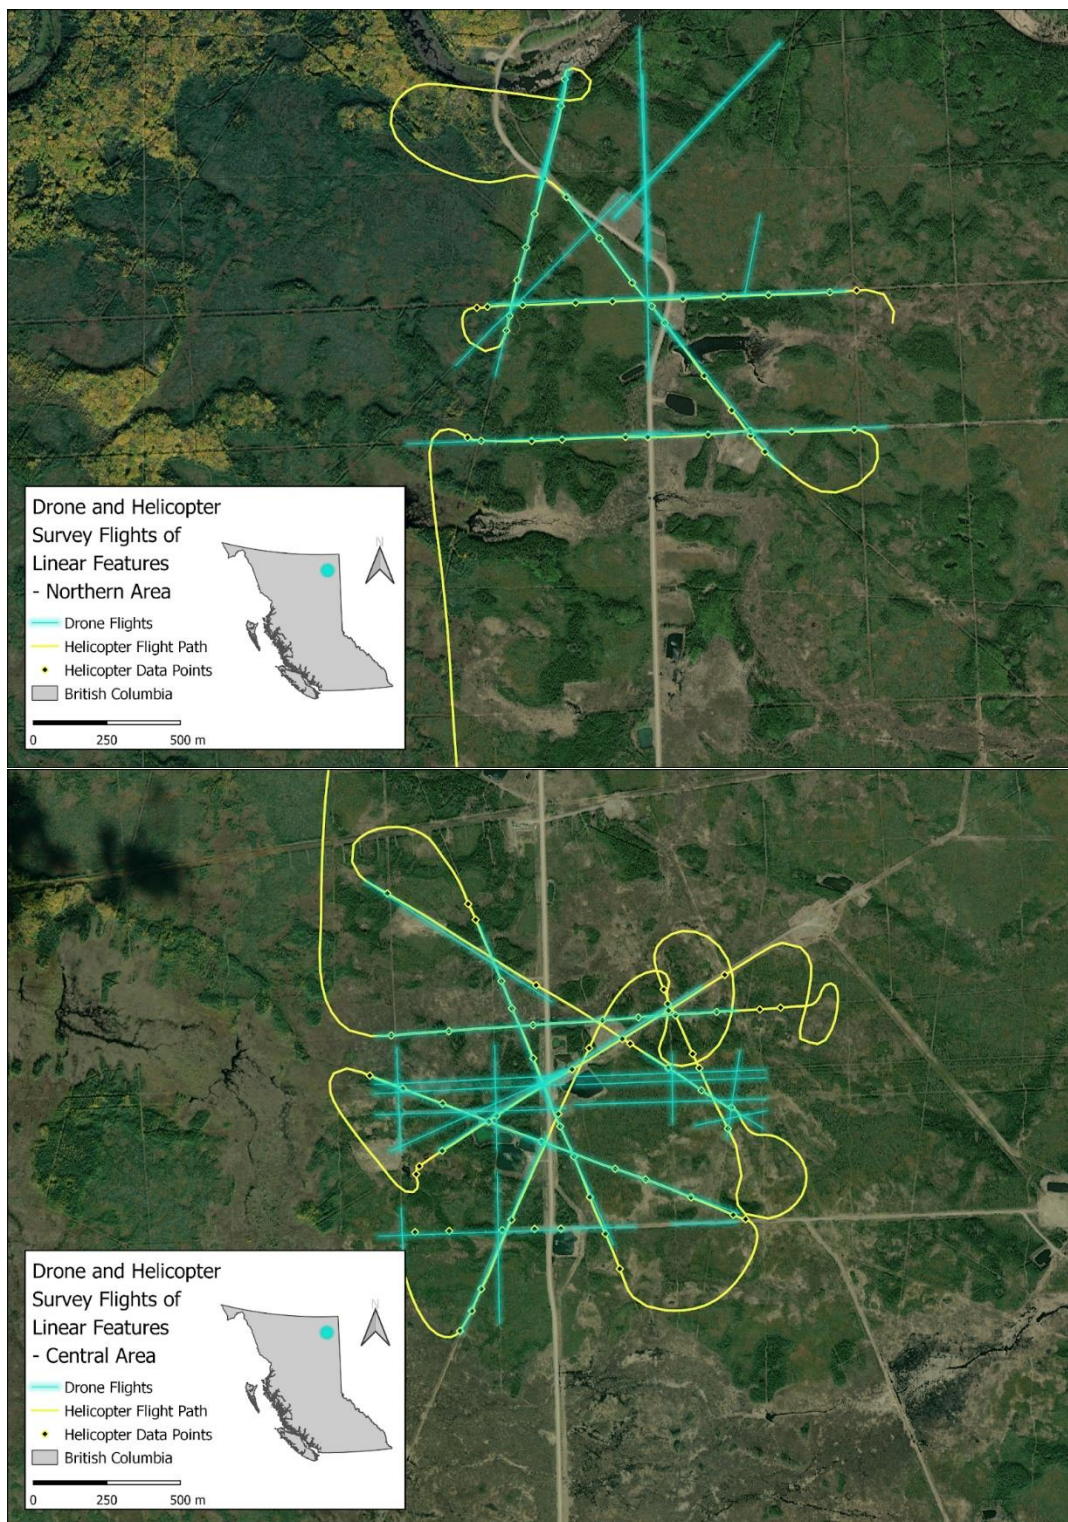 Drone and Helicopter
Survey Flights of
Linear Features
- Northern Area
N
Drone Flights
Helicopter Flight Path
Helicopter Data Points
British Columbia
0 250 500 m
Drone and Helicopter
Survey Flights of
Linear Features
- Central Area
N
Drone Flights
Helicopter Flight Path
Helicopter Data Points
British Columbia
0 250 500 m